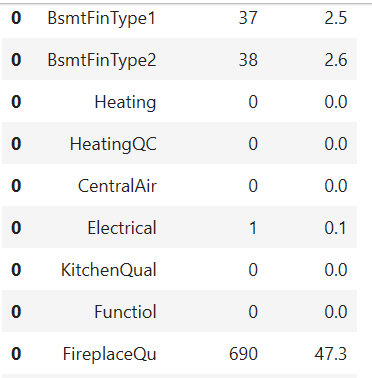 0 BsmtFinType1 37 2.5
0 BsmtFinType2 38 2.6
0 Heating 0 0.0
0 HeatingQC 0 0.0
0 CentralAir 0 0.0
0 Electrical 1 0.1
0 KitchenQual 0 0.0
0 Functiol 0 0.0
0 FireplaceQu 690 47.3